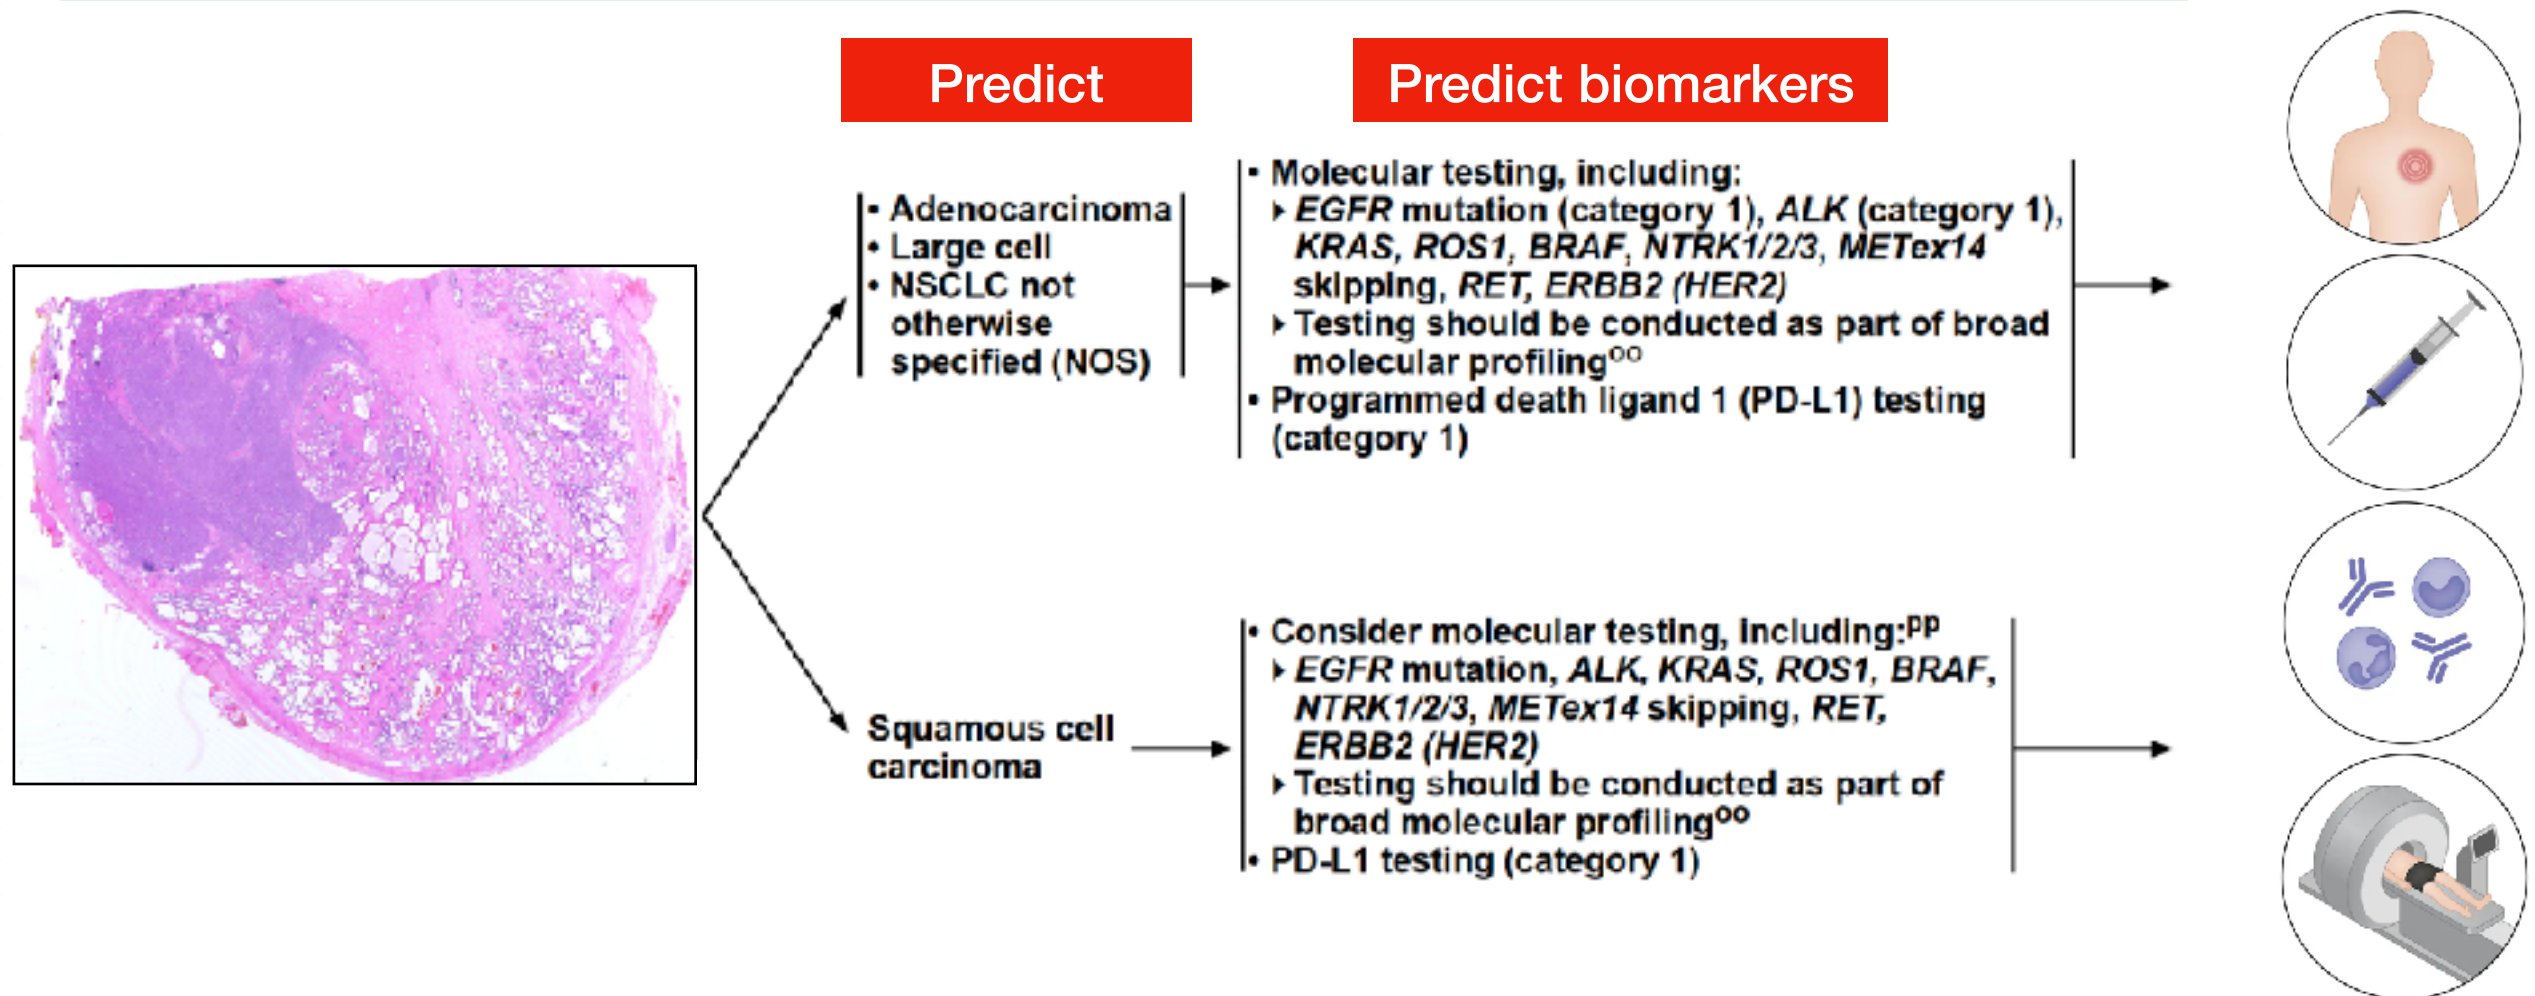 Predict
Predict biomarkers
• Adenocarcinoma
• Large cell
• NSCLC not
otherwise
specified (NOS)
• Molecular testing, including:
▸ EGFR mutation (category 1), ALK (category 1),
KRAS, ROS1, BRAF, NTRK1/2/3, METex14
skipping, RET, ERBB2 (HER2)
▸ Testing should be conducted as part of broad
molecular profilingᵒᵒ
• Programmed death ligand 1 (PD-L1) testing
(category 1)
Squamous cell
carcinoma
• Consider molecular testing, including:ᵖᵖ
▸ EGFR mutation, ALK, KRAS, ROS1, BRAF,
NTRK1/2/3, METex14 skipping, RET,
ERBB2 (HER2)
▸ Testing should be conducted as part of
broad molecular profilingᵒᵒ
• PD-L1 testing (category 1)